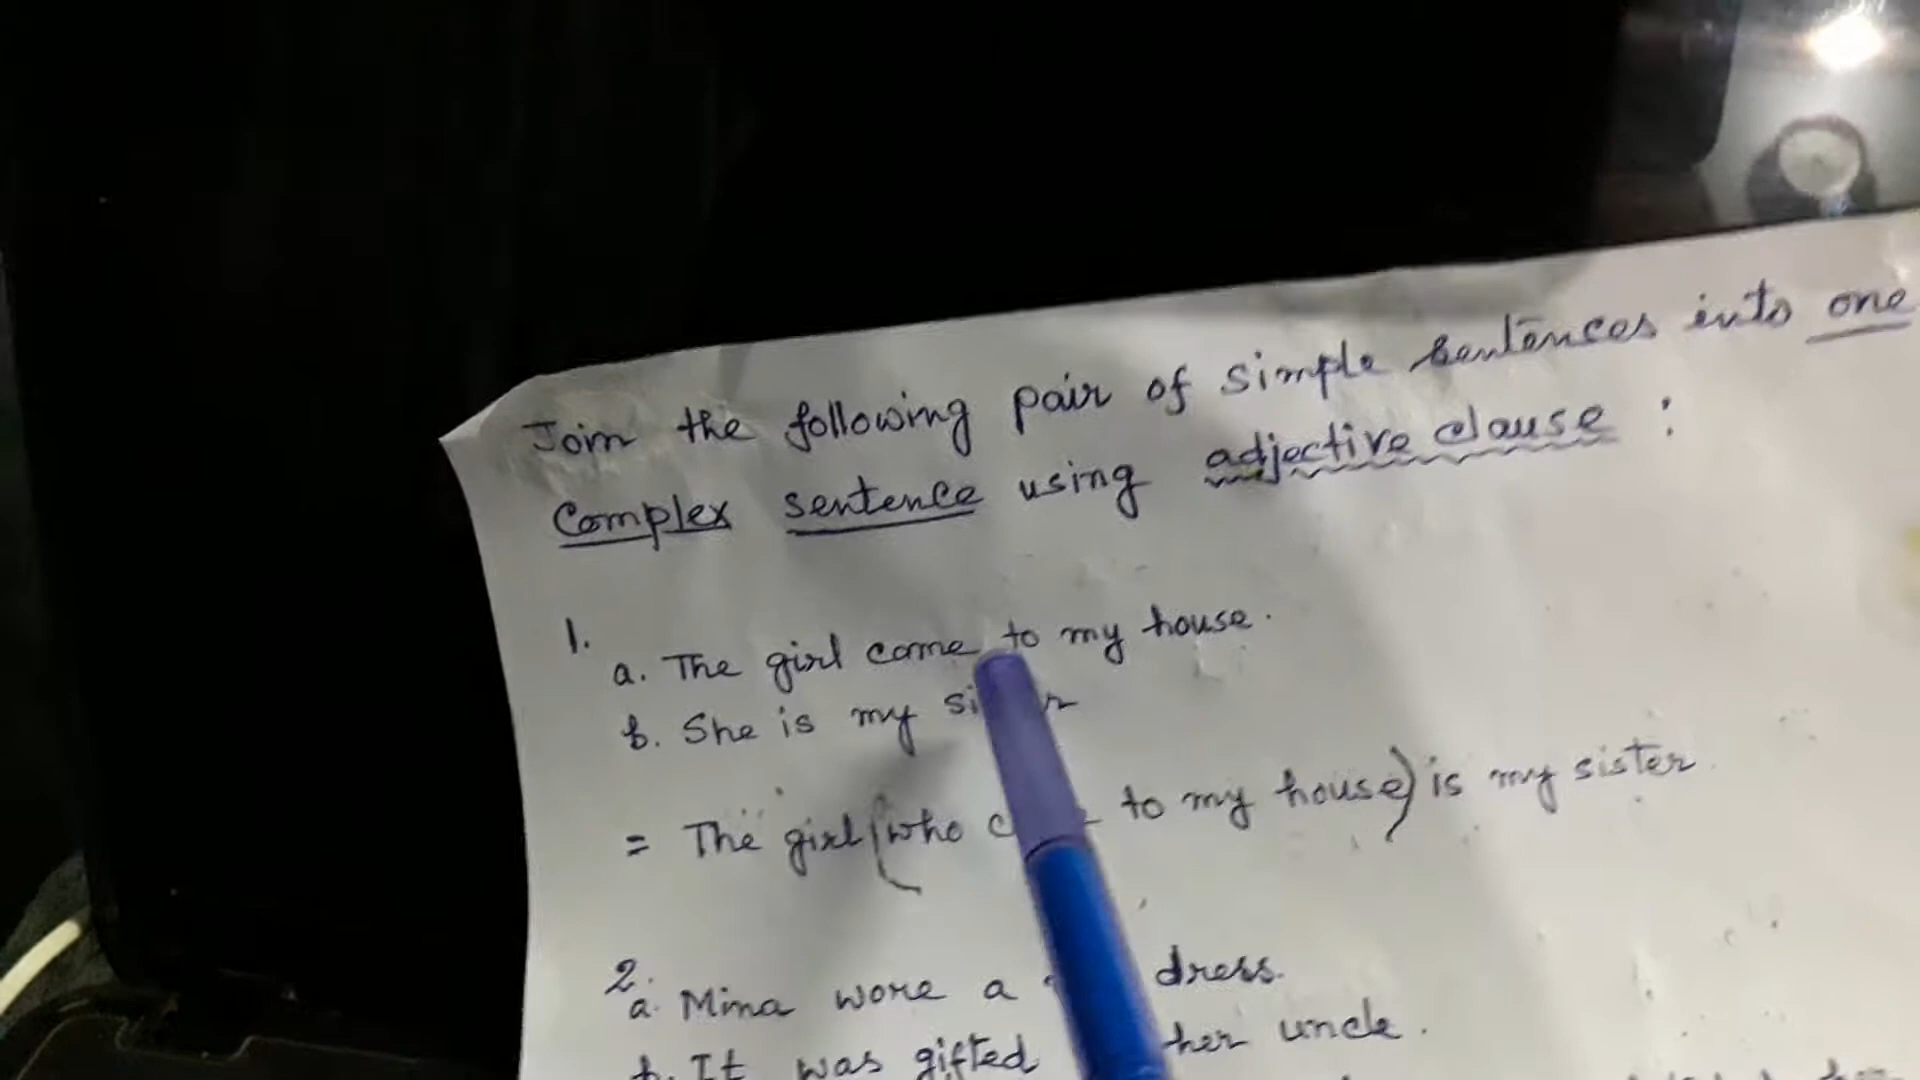 Join the following pair of simple sentences into one
Complex sentence using adjective clause :
1.
a. The girl came to my house.
b. She is my
= The girl (who to my house) is my sister.
2.
a. Mina wore a dress.
b. It was gifted her uncle.